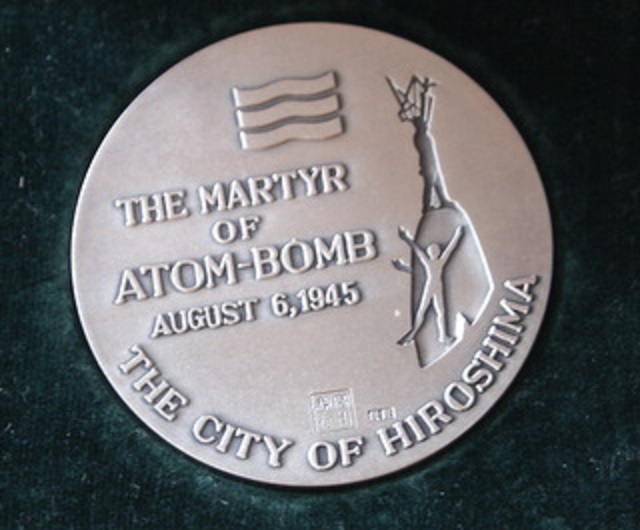 THE MARTYR
OF
ATOM-BOMB
AUGUST 6,1945
THE CITY OF HIROSHIMA